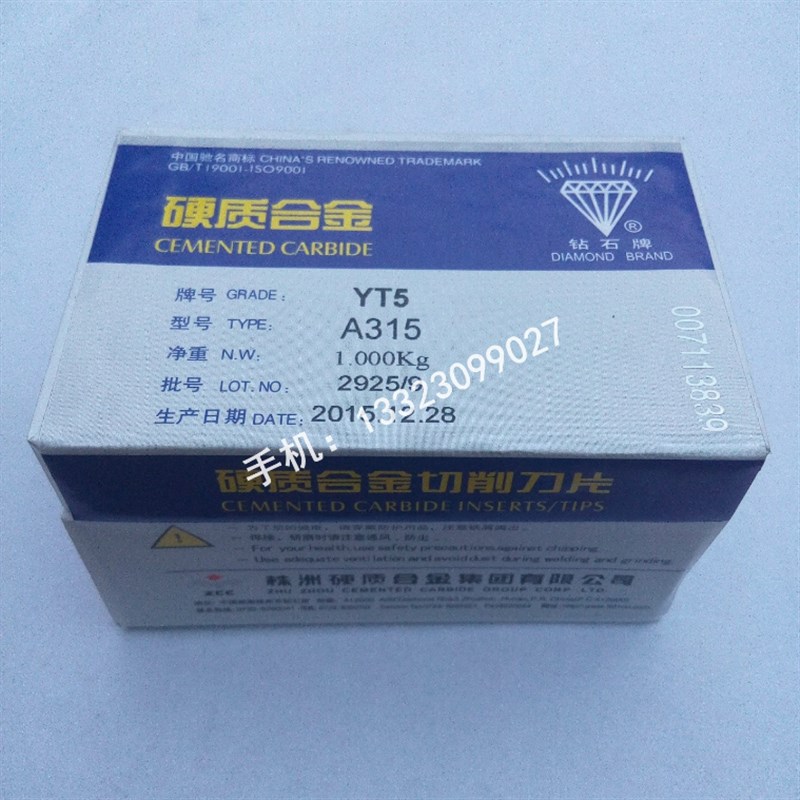 中国驰名商标 CHINA'S RENOWNED TRADEMARK
GB/T19001-ISO9001
硬质合金
CEMENTED CARBIDE
钻石牌
®
DIAMOND BRAND
牌号 GRADE: YT5
型号 TYPE: A315
净重 N.W: 1.000Kg
批号 LOT.NO: 2925/9
生产日期 DATE: 2015.12.28
007113839
手机：13323099027
硬质合金切削刀片
CEMENTED CARBIDE INSERTS/TIPS
- For your health, use safety precautions against chipping
- Use adequate ventilation and avoid dust during welding and grinding
ZCC
株洲硬质合金集团有限公司
ZHU ZHOU CEMENTED CARBIDE GROUP CORP. LTD.